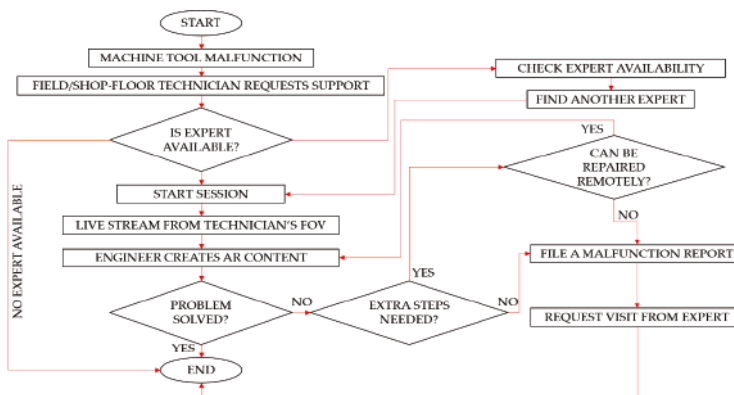 START
MACHINE TOOL MALFUNCTION
FIELD/SHOP-FLOOR TECHNICIAN REQUESTS SUPPORT
IS EXPERT
AVAILABLE?
START SESSION
LIVE STREAM FROM TECHNICIAN'S FOV
ENGINEER CREATES AR CONTENT
PROBLEM
SOLVED?
YES
END
NO EXPERT AVAILABLE
NO
EXTRA STEPS
NEEDED?
YES
NO
CHECK EXPERT AVAILABILITY
FIND ANOTHER EXPERT
YES
CAN BE
REPAIRED
REMOTELY?
NO
FILE A MALFUNCTION REPORT
REQUEST VISIT FROM EXPERT